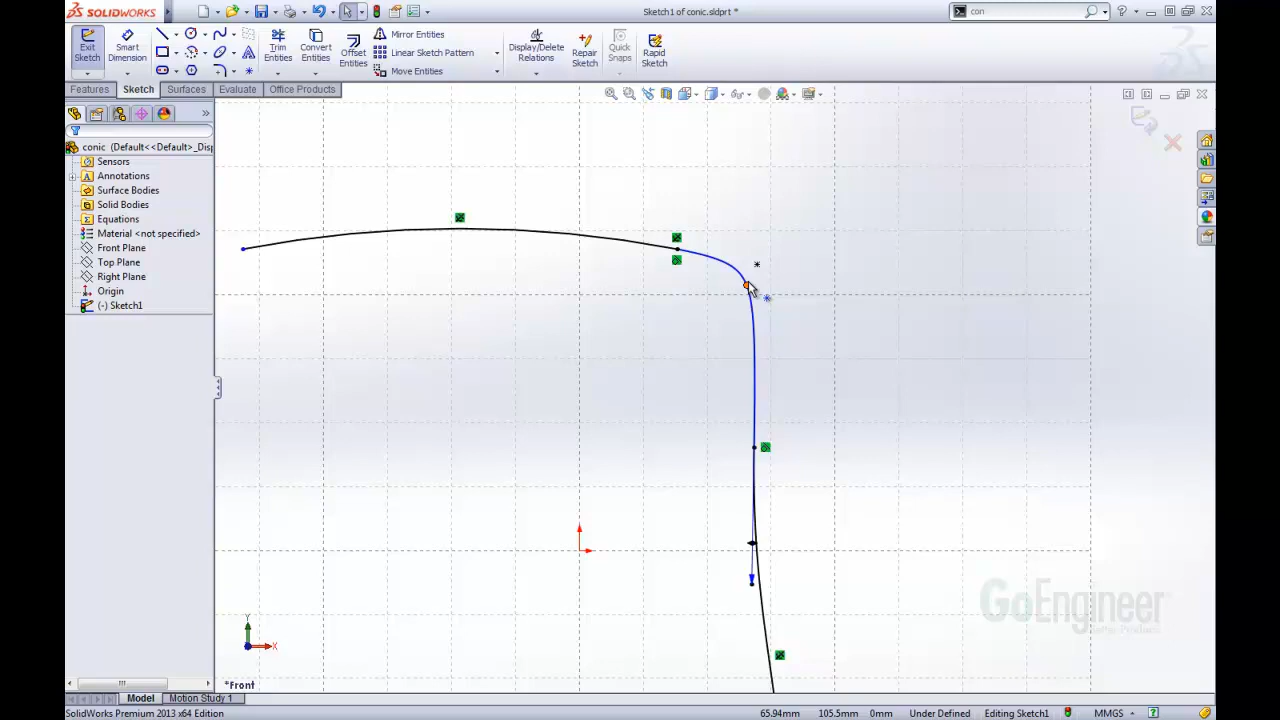 SOLIDWORKS
Sketch1 of conic.sldprt *
con
Exit Sketch
Smart Dimension
Trim Entities
Convert Entities
Offset Entities
Mirror Entities
Linear Sketch Pattern
Move Entities
Display/Delete Relations
Repair Sketch
Quick Snaps
Rapid Sketch
Features
Sketch
Surfaces
Evaluate
Office Products
conic (Default<<Default>_Disp
Sensors
Annotations
Surface Bodies
Solid Bodies
Equations
Material <not specified>
Front Plane
Top Plane
Right Plane
Origin
(-) Sketch1
GoEngineer
Y
X
*Front
Model
Motion Study 1
SolidWorks Premium 2013 x64 Edition
65.94mm
105.5mm
0mm
Under Defined
Editing Sketch1
MMGS